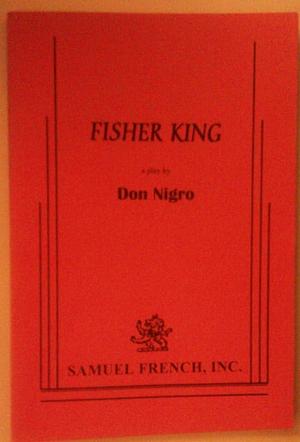 FISHER KING
a play by
Don Nigro
SAMUEL FRENCH, INC.